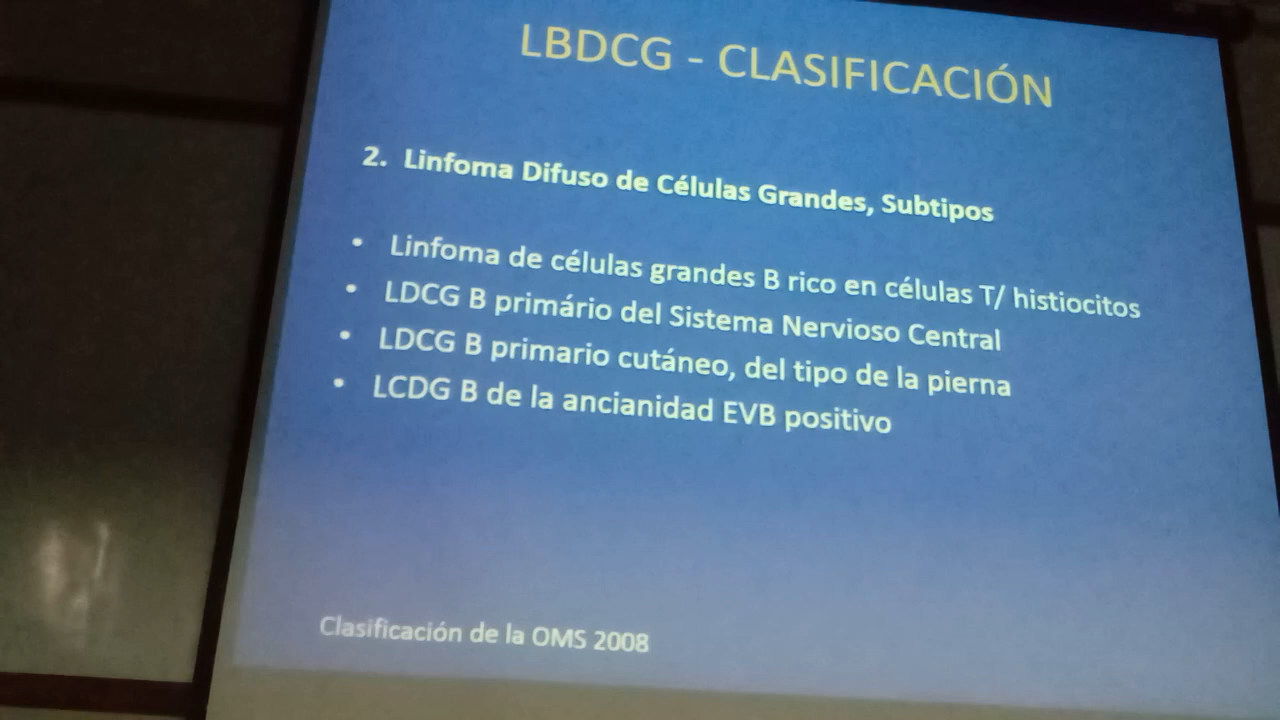 LBDCG - CLASIFICACIÓN
2. Linfoma Difuso de Células Grandes, Subtipos
• Linfoma de células grandes B rico en células T/ histiocitos
• LDCG B primário del Sistema Nervioso Central
• LDCG B primario cutáneo, del tipo de la pierna
• LCDG B de la ancianidad EVB positivo
Clasificación de la OMS 2008